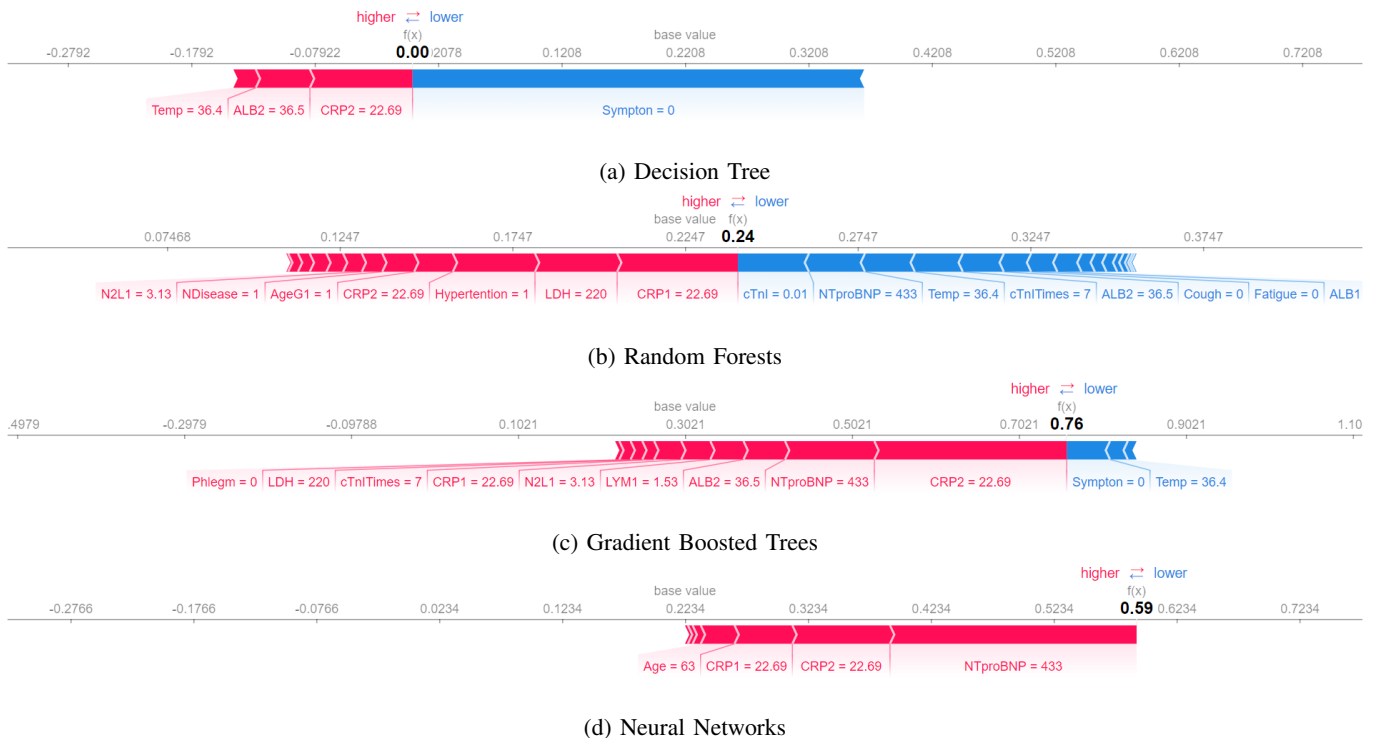 higher ⇄ lower
f(x) base value
-0.2792 -0.1792 -0.07922 0.00 0.2078 0.1208 0.2208 0.3208 0.4208 0.5208 0.6208 0.7208
Temp = 36.4 ALB2 = 36.5 CRP2 = 22.69 Sympton = 0
(a) Decision Tree
higher ⇄ lower
base value f(x)
0.07468 0.1247 0.1747 0.2247 0.24 0.2747 0.3247 0.3747
N2L1 = 3.13 NDisease = 1 AgeG1 = 1 CRP2 = 22.69 Hypertention = 1 LDH = 220 CRP1 = 22.69 cTnI = 0.01 NTproBNP = 433 Temp = 36.4 cTnITimes = 7 ALB2 = 36.5 Cough = 0 Fatigue = 0 ALB1
(b) Random Forests
higher ⇄ lower
base value f(x)
.4979 -0.2979 -0.09788 0.1021 0.3021 0.5021 0.7021 0.76 0.9021 1.10
Phlegm = 0 LDH = 220 cTnITimes = 7 CRP1 = 22.69 N2L1 = 3.13 LYM1 = 1.53 ALB2 = 36.5 NTproBNP = 433 CRP2 = 22.69 Sympton = 0 Temp = 36.4
(c) Gradient Boosted Trees
higher ⇄ lower
base value f(x)
-0.2766 -0.1766 -0.0766 0.0234 0.1234 0.2234 0.3234 0.4234 0.5234 0.59 0.6234 0.7234
Age = 63 CRP1 = 22.69 CRP2 = 22.69 NTproBNP = 433
(d) Neural Networks